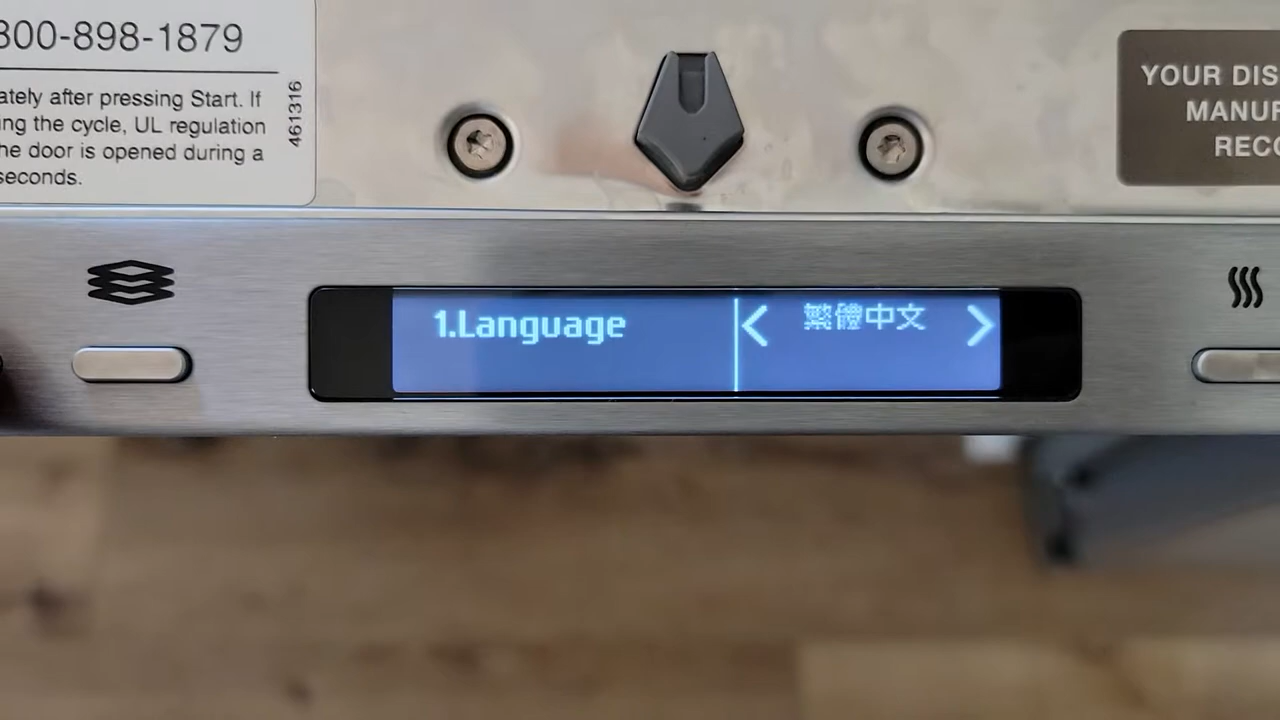 800-898-1879
ately after pressing Start. If
ing the cycle, UL regulation
he door is opened during a
seconds.
461316
YOUR DIS
MANUF
RECO
1.Language
< 繁體中文 >